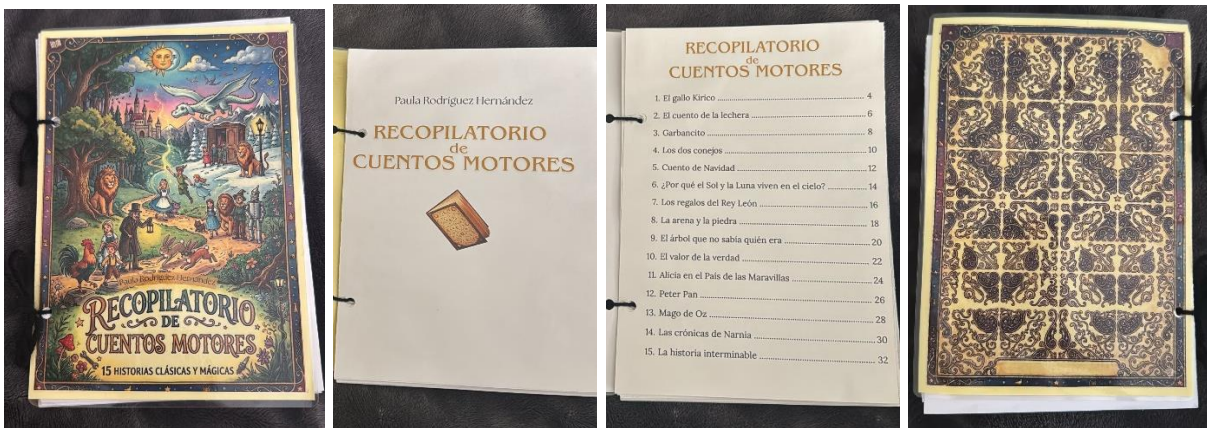 Paula Rodríguez Hernández
RECOPILATORIO
DE
CUENTOS MOTORES
15 HISTORIAS CLÁSICAS Y MÁGICAS
Paula Rodríguez Hernández
RECOPILATORIO
de
CUENTOS MOTORES
RECOPILATORIO
de
CUENTOS MOTORES
1. El gallo Kirico ........ 4
2. El cuento de la lechera ........ 6
3. Garbancito ........ 8
4. Los dos conejos ........ 10
5. Cuento de Navidad ........ 12
6. ¿Por qué el Sol y la Luna viven en el cielo? ........ 14
7. Los regalos del Rey León ........ 16
8. La arena y la piedra ........ 18
9. El árbol que no sabía quién era ........ 20
10. El valor de la verdad ........ 22
11. Alicia en el País de las Maravillas ........ 24
12. Peter Pan ........ 26
13. Mago de Oz ........ 28
14. Las crónicas de Narnia ........ 30
15. La historia interminable ........ 32